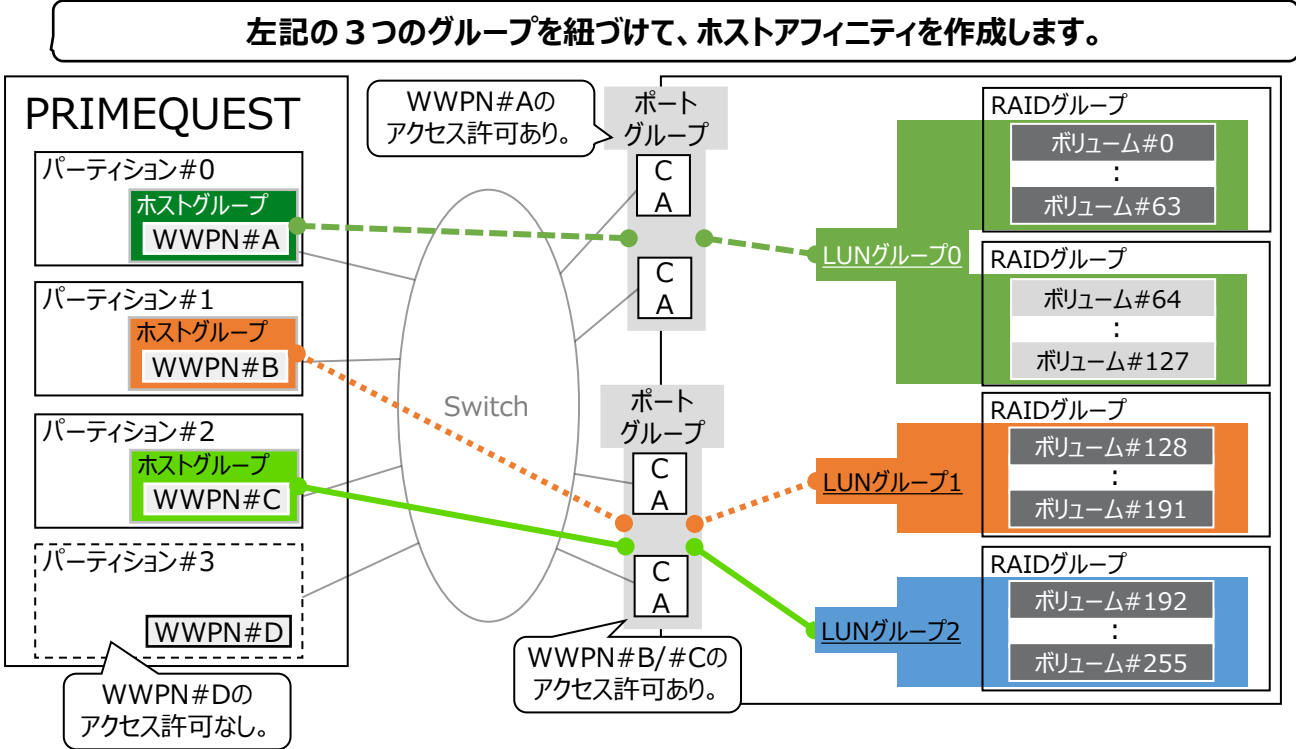 左記の３つのグループを紐づけて、ホストアフィニティを作成します。
PRIMEQUEST
パーティション#0
ホストグループ
WWPN#A
パーティション#1
ホストグループ
WWPN#B
パーティション#2
ホストグループ
WWPN#C
パーティション#3
WWPN#D
WWPN#Dの
アクセス許可なし。
Switch
WWPN#Aの
アクセス許可あり。
ポート
グループ
C
A
C
A
ポート
グループ
C
A
C
A
WWPN#B/#Cの
アクセス許可あり。
LUNグループ0
RAIDグループ
ボリューム#0
:
ボリューム#63
RAIDグループ
ボリューム#64
:
ボリューム#127
LUNグループ1
RAIDグループ
ボリューム#128
:
ボリューム#191
LUNグループ2
RAIDグループ
ボリューム#192
:
ボリューム#255